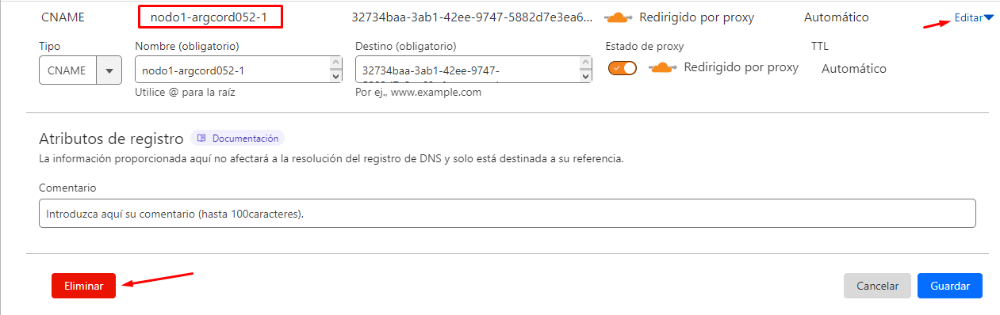 CNAME nodo1-argcord052-1 32734baa-3ab1-42ee-9747-5882d7e3ea6... Redirigido por proxy Automático Editar
Tipo Nombre (obligatorio) Destino (obligatorio) Estado de proxy TTL
CNAME nodo1-argcord052-1 32734baa-3ab1-42ee-9747- Redirigido por proxy Automático
Utilice @ para la raíz Por ej., www.example.com
Atributos de registro Documentación
La información proporcionada aquí no afectará a la resolución del registro de DNS y solo está destinada a su referencia.
Comentario
Introduzca aquí su comentario (hasta 100caracteres).
Eliminar Cancelar Guardar